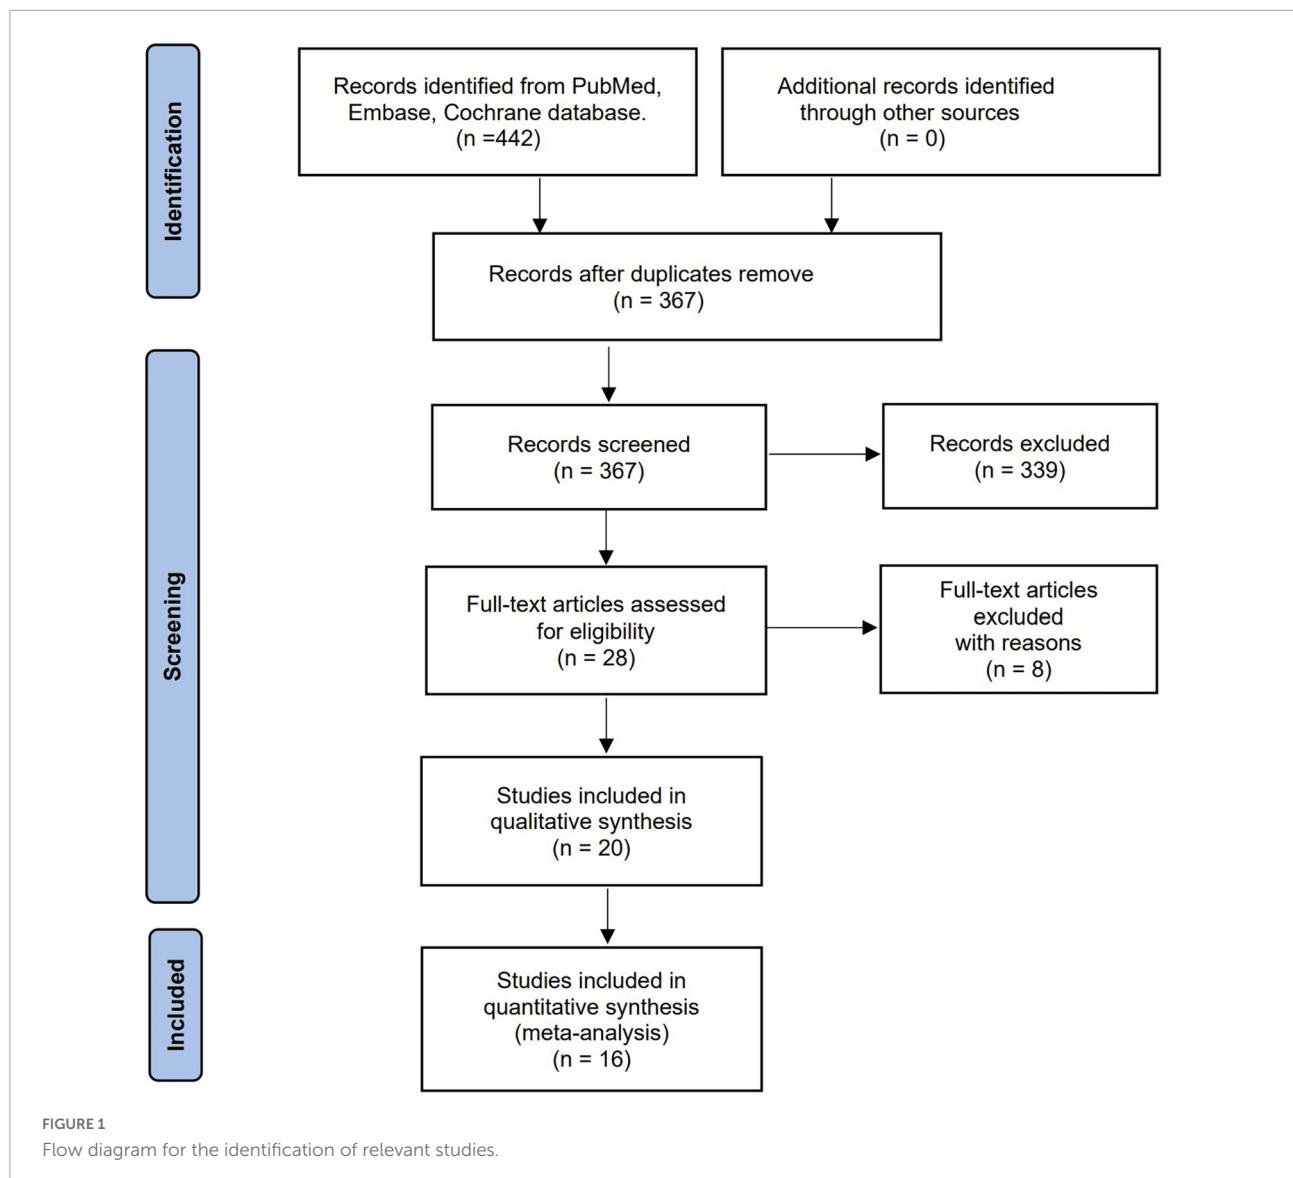 Identification
Records identified from PubMed,
Embase, Cochrane database.
(n =442)
Additional records identified
through other sources
(n = 0)
Records after duplicates remove
(n = 367)
Screening
Records screened
(n = 367)
Records excluded
(n = 339)
Full-text articles assessed
for eligibility
(n = 28)
Full-text articles
excluded
with reasons
(n = 8)
Studies included in
qualitative synthesis
(n = 20)
Included
Studies included in
quantitative synthesis
(meta-analysis)
(n = 16)
FIGURE 1
Flow diagram for the identification of relevant studies.